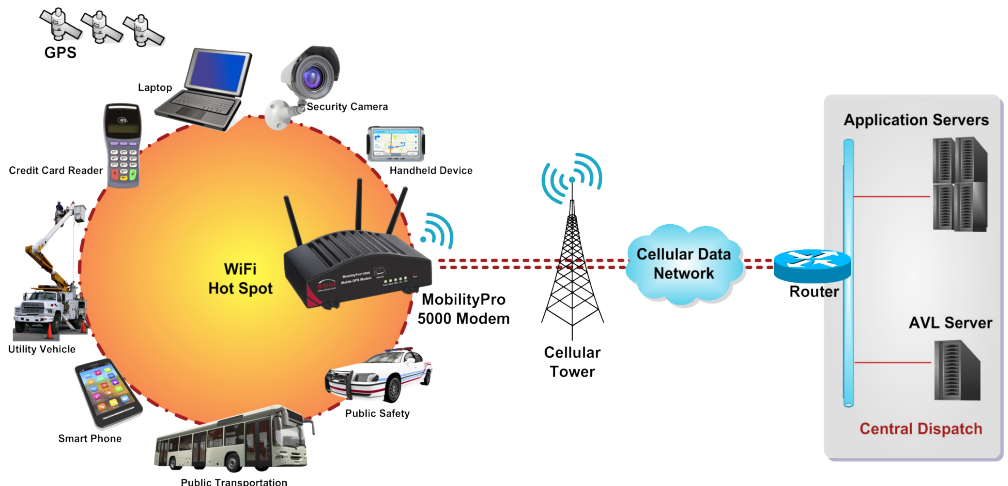 GPS
Laptop
Security Camera
Credit Card Reader
Handheld Device
WiFi
Hot Spot
MobilityPro
5000 Modem
Utility Vehicle
Smart Phone
Public Transportation
Public Safety
Cellular
Tower
Cellular Data
Network
Router
Application Servers
AVL Server
Central Dispatch